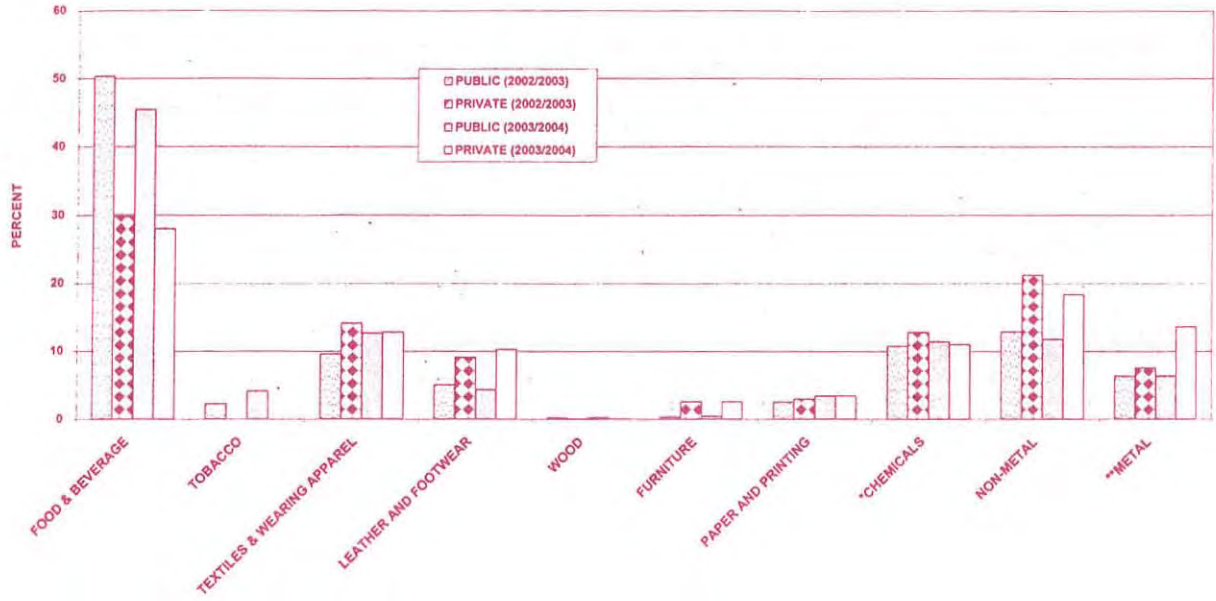 60
50
40
30
20
10
0
PERCENT
PUBLIC (2002/2003)
PRIVATE (2002/2003)
PUBLIC (2003/2004)
PRIVATE (2003/2004)
FOOD & BEVERAGE
TOBACCO
TEXTILES & WEARING APPAREL
LEATHER AND FOOTWEAR
WOOD
FURNITURE
PAPER AND PRINTING
*CHEMICALS
NON-METAL
**METAL